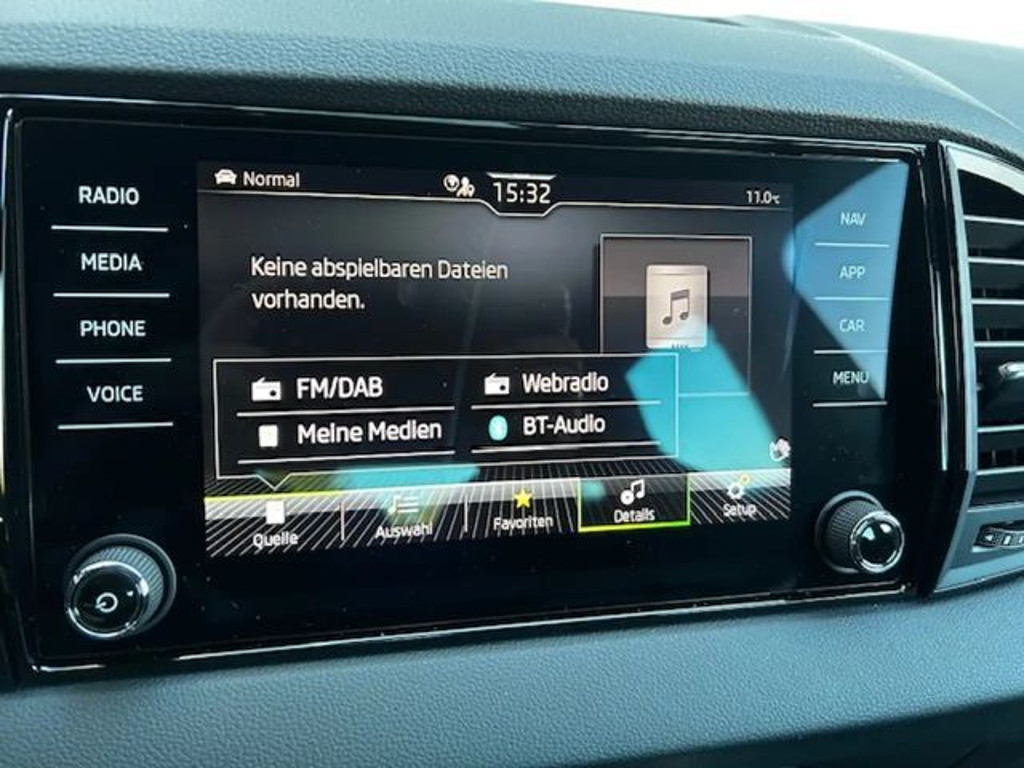 RADIO
MEDIA
PHONE
VOICE
Normal
15:32
11.0°C
Keine abspielbaren Dateien
vorhanden.
FM/DAB
Webradio
Meine Medien
BT-Audio
Quelle
Auswahl
Favoriten
Details
Setup
NAV
APP
CAR
MENU